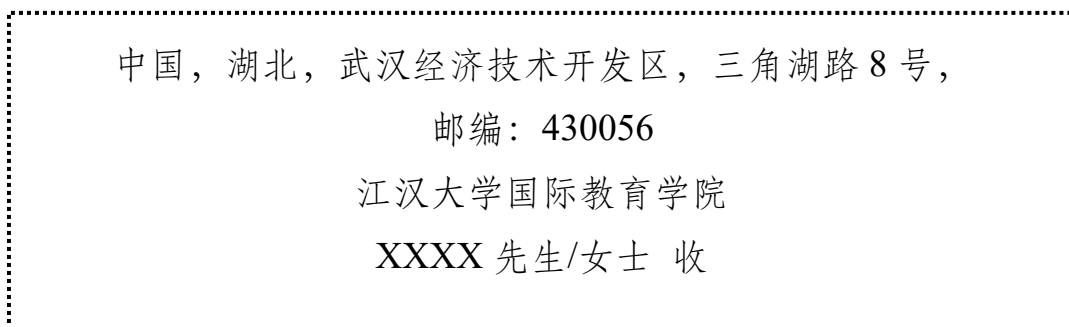 中国，湖北，武汉经济技术开发区，三角湖路 8 号，
邮编：430056
江汉大学国际教育学院
XXXX 先生/女士 收